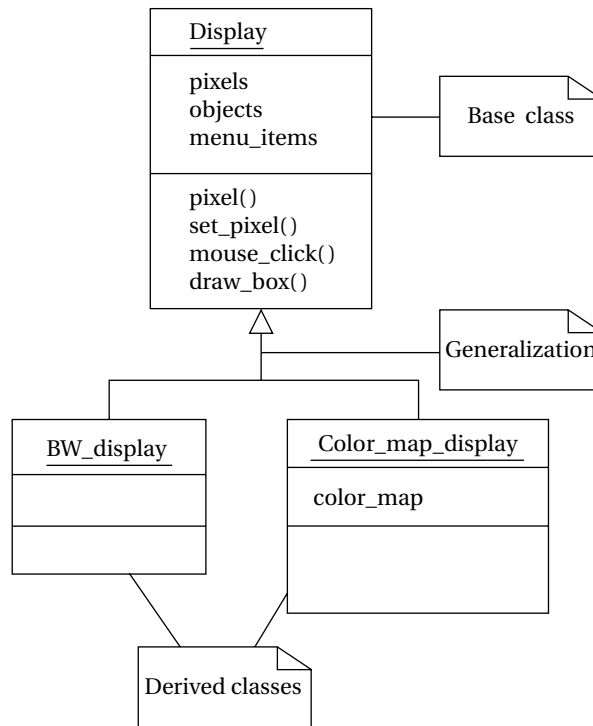 Display
pixels
objects
menu_items
Base class
pixel()
set_pixel()
mouse_click()
draw_box()
Generalization
BW_display
Color_map_display
color_map
Derived classes